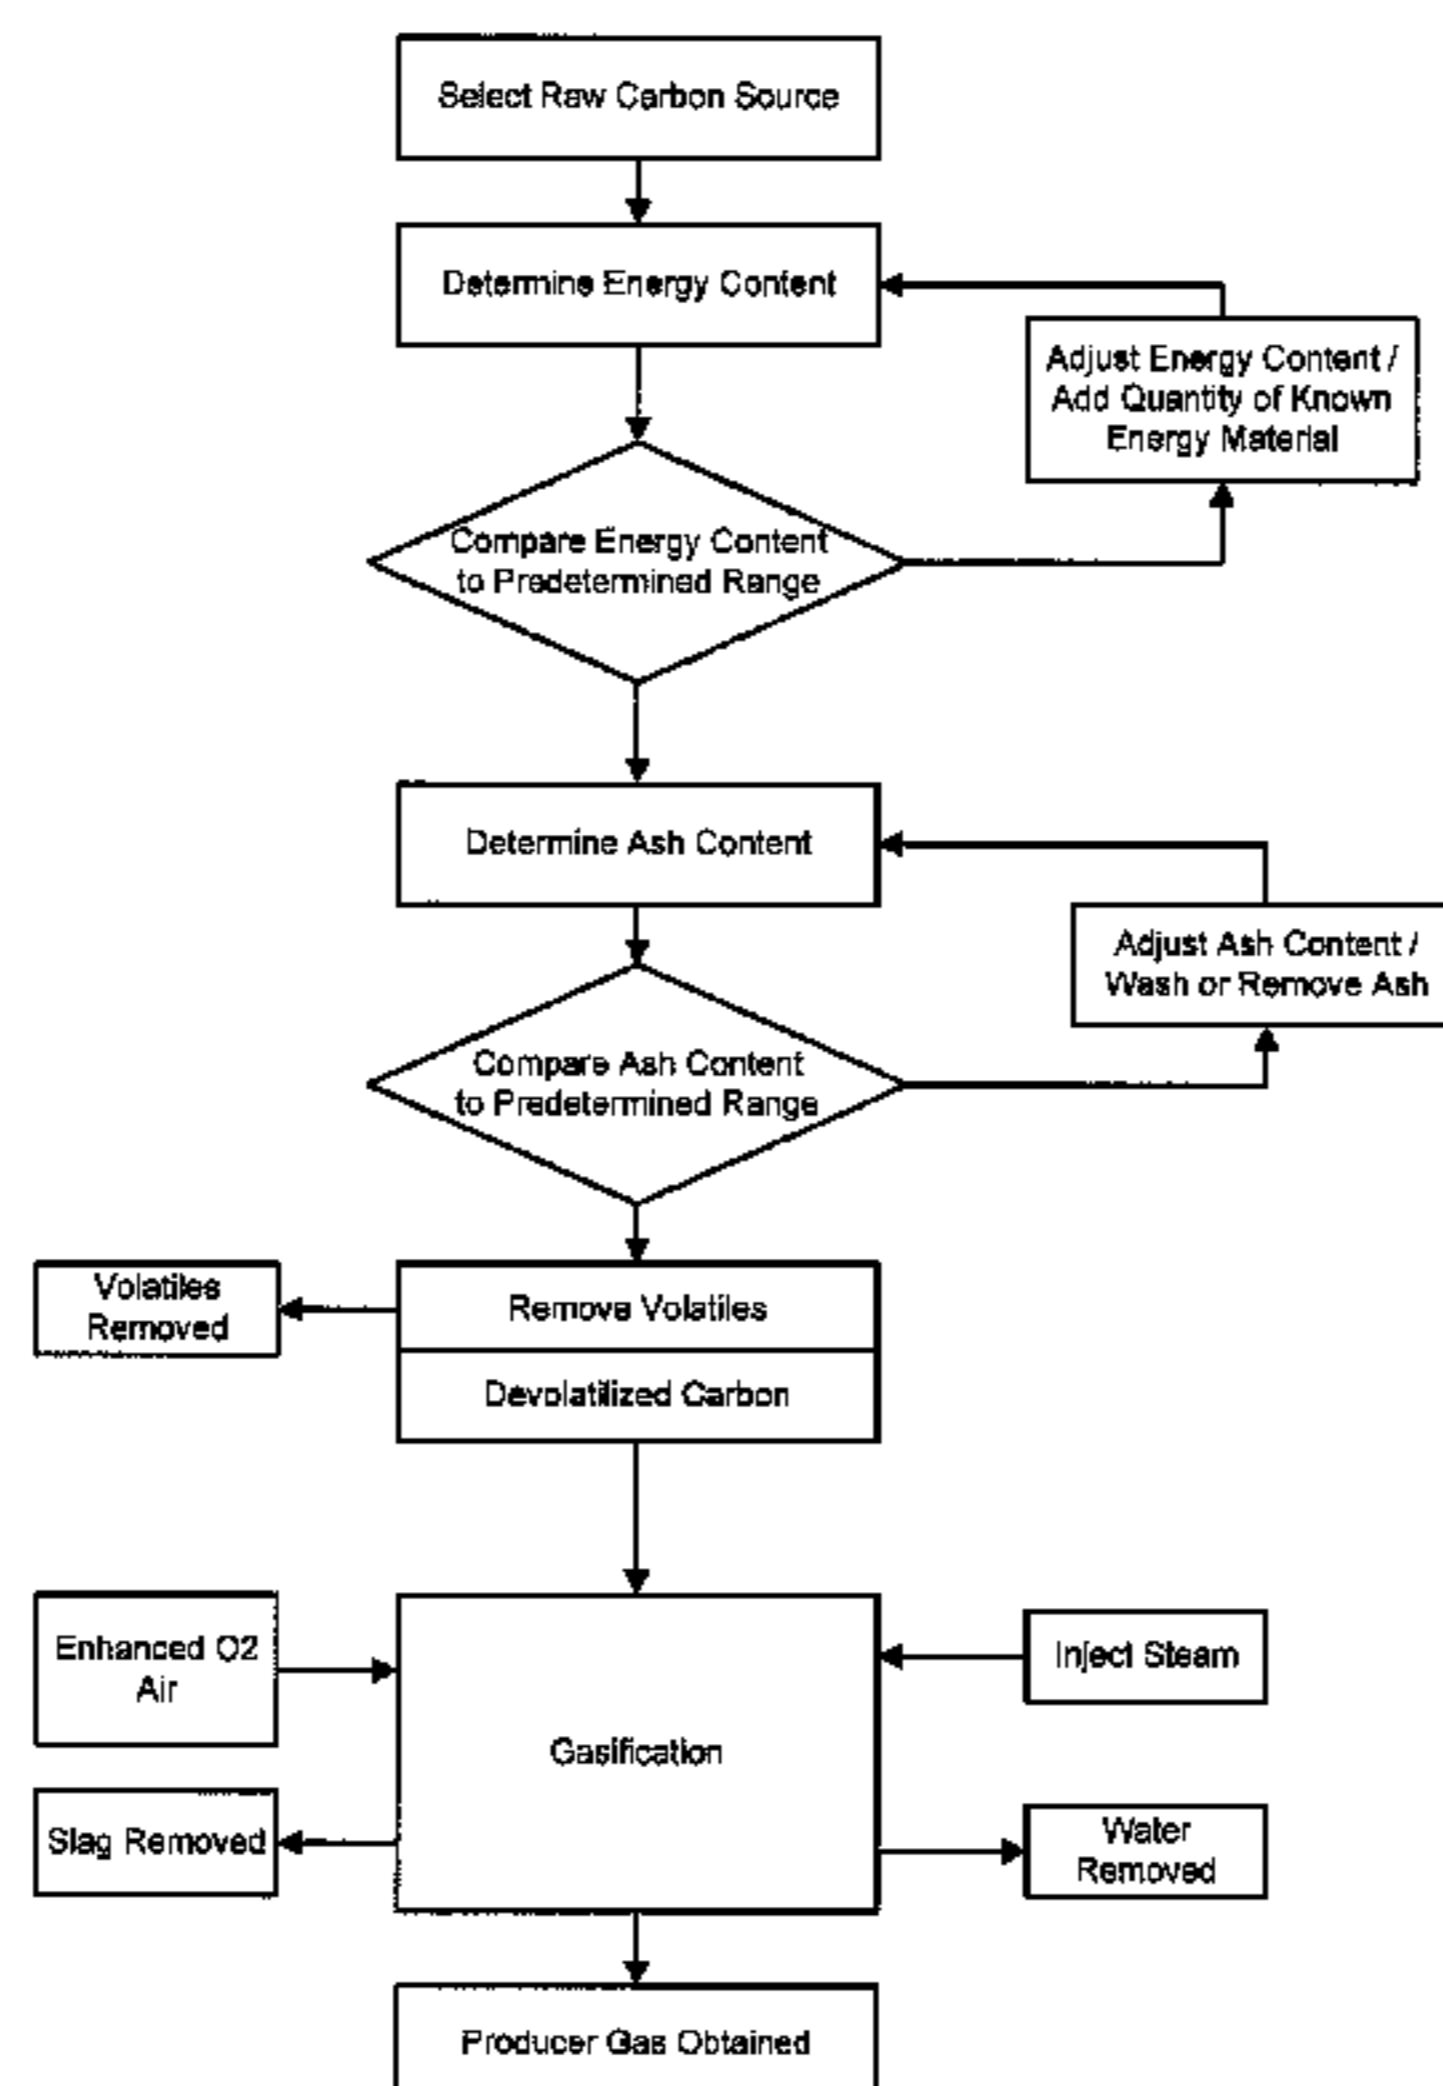 Select Raw Carbon Source
Determine Energy Content
Adjust Energy Content /
Add Quantity of Known
Energy Material
Compare Energy Content
to Predetermined Range
Determine Ash Content
Adjust Ash Content /
Wash or Remove Ash
Compare Ash Content
to Predetermined Range
Volatiles
Removed
Remove Volatiles
Devolatilized Carbon
Enhanced O2
Air
Inject Steam
Gasification
Slag Removed
Water
Removed
Producer Gas Obtained